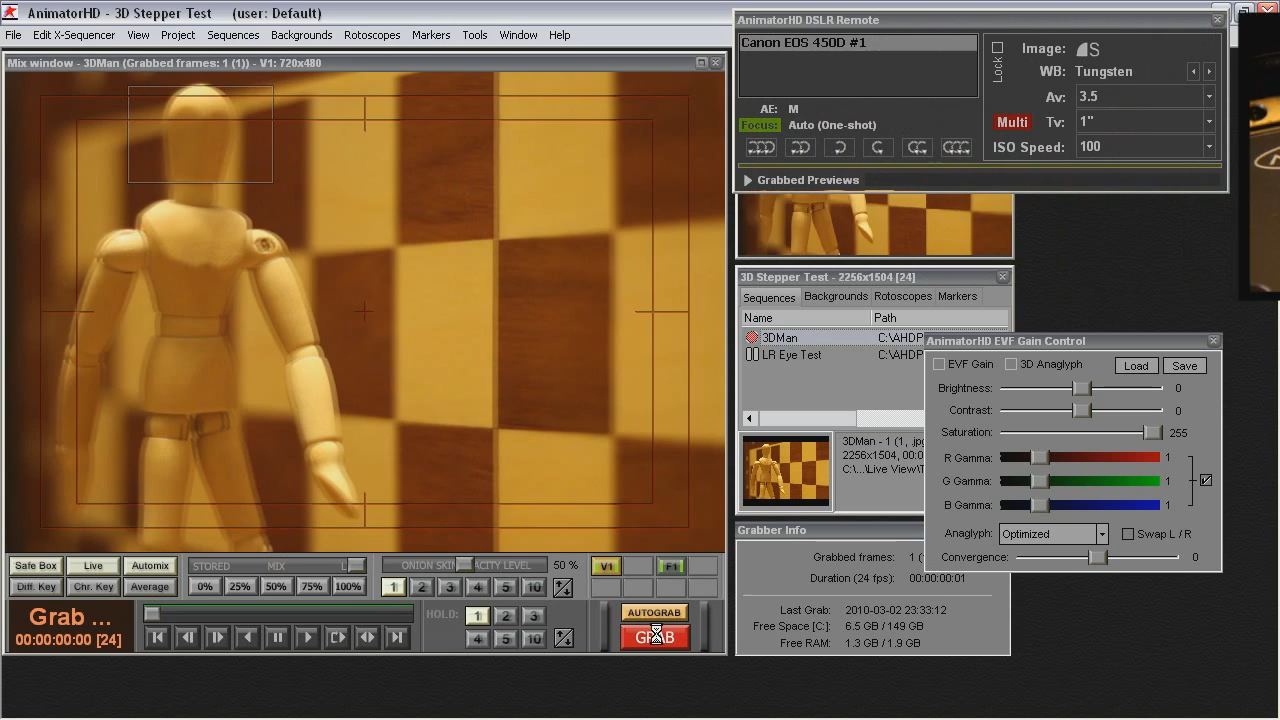 AnimatorHD - 3D Stepper Test (user: Default)
File Edit X-Sequencer View Project Sequences Backgrounds Rotoscopes Markers Tools Help
Mix window - 3DMan (Grabbed frames: 1 (1)) - V1: 720x480
AnimatorHD DSLR Remote
Canon EOS 450D #1
AE: M
Focus: Auto (One-shot)
Lock
Image: S
WB: Tungsten
Av: 3.5
Multi Tv: 1"
ISO Speed: 100
Grabbed Previews
3D Stepper Test - 2256x1504 [24]
Sequences Backgrounds Rotoscopes Markers
Name Path
3DMan C:\AHDP
LR Eye Test C:\AHDP
3DMan - 1 (1, .jpg
2256x1504, 00:0
C:\...\Live View\T
AnimatorHD EVF Gain Control
EVF Gain 3D Anaglyph Load Save
Brightness: 0
Contrast: 0
Saturation: 255
R Gamma: 1
G Gamma: 1
B Gamma: 1
Anaglyph: Optimized Swap L / R
Convergence: 0
Grabber Info
Grabbed frames: 1 (
Duration (24 fps): 00:00:00:01
Last Grab: 2010-03-02 23:33:12
Free Space [C:]: 6.5 GB / 149 GB
Free RAM: 1.3 GB / 1.9 GB
Safe Box Live Automix
Diff. Key Chr. Key Average
STORED MIX L
0% 25% 50% 75% 100%
ONION SKIN ACITY LEVEL 50 %
1 2 3 4 5 10
V1 F1
Grab ...
00:00:00:00 [24]
HOLD: 1 2 3
4 5 10
AUTOGRAB
GRAB